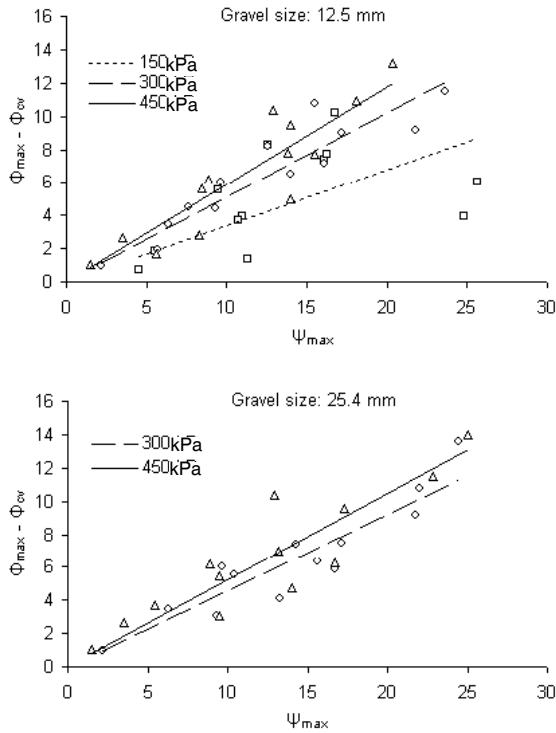 Gravel size: 12.5 mm
16
14
12
10
8
6
4
2
0
Φmax - Φcv
150kPa
300kPa
450kPa
0 5 10 15 20 25 30
Ψmax
Gravel size: 25.4 mm
16
14
12
10
8
6
4
2
0
Φmax - Φcv
300kPa
450kPa
0 5 10 15 20 25 30
Ψmax